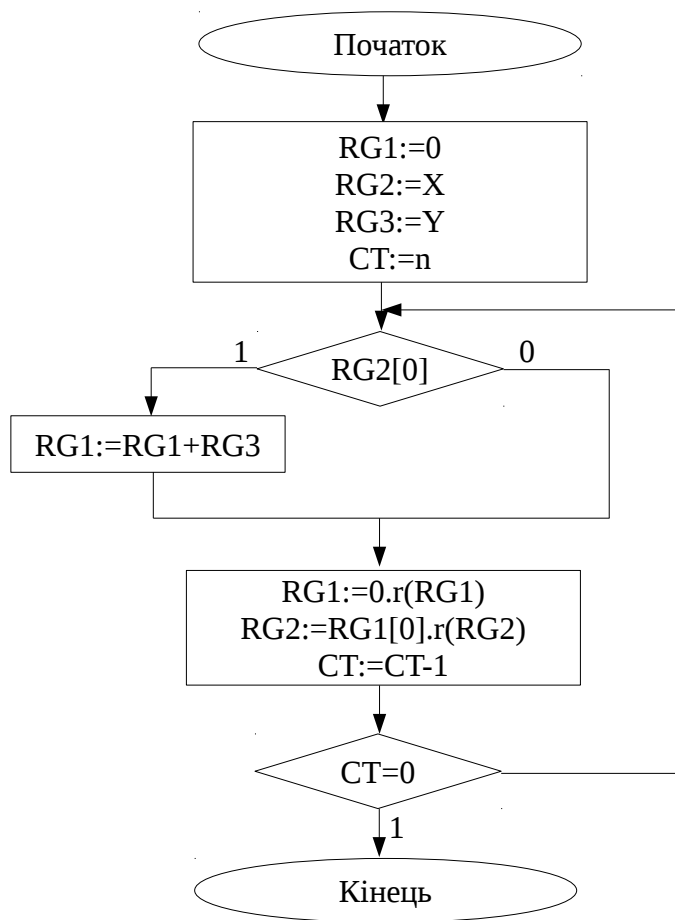 Початок
RG1:=0
RG2:=X
RG3:=Y
CT:=n
1
0
RG2[0]
RG1:=RG1+RG3
RG1:=0.r(RG1)
RG2:=RG1[0].r(RG2)
CT:=CT-1
CT=0
1
Кінець